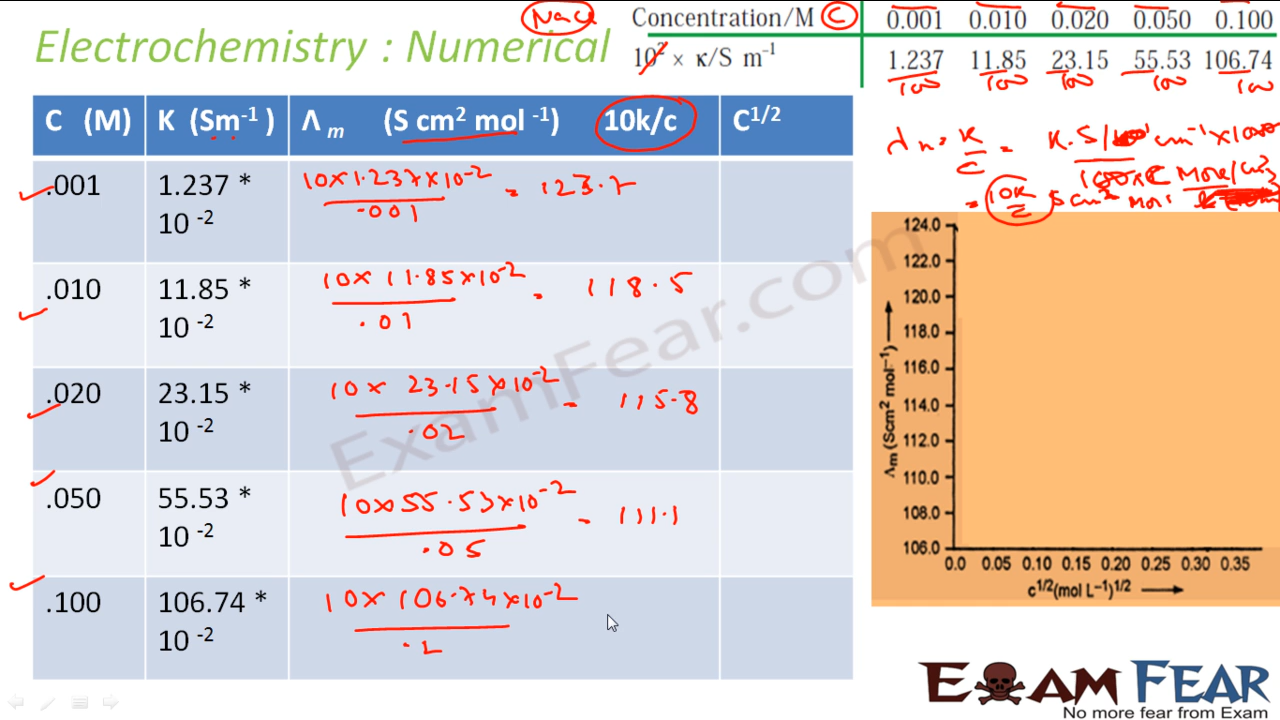 Electrochemistry : Numerical
NaCl
Concentration/M C 0.001 0.010 0.020 0.050 0.100
10² × κ/S m⁻¹ 1.237 11.85 23.15 55.53 106.74
100 100 100 100 100
C (M) K (Sm-1 ) Λ m (S cm2 mol -1) 10k/c C1/2
.001 1.237 * 10 -2 10×1.237×10-2 / .001 = 123.7
.010 11.85 * 10 -2 10× 11.85×10-2 / .01 = 118.5
.020 23.15 * 10 -2 10× 23.15×10-2 / .02 = 115.8
.050 55.53 * 10 -2 10×55.53×10-2 / .05 = 111.1
.100 106.74 * 10 -2 10× 106.74×10-2 / .1
= K/C =
= 10K/C S cm²
124.0
122.0
120.0
118.0
116.0
114.0
112.0
110.0
108.0
106.0
Λm (Scm² mol⁻¹)
0.0 0.05 0.10 0.15 0.20 0.25 0.30 0.35
c1/2(mol L–1)1/2
ExamFear.com
EXAM FEAR
No more fear from Exam